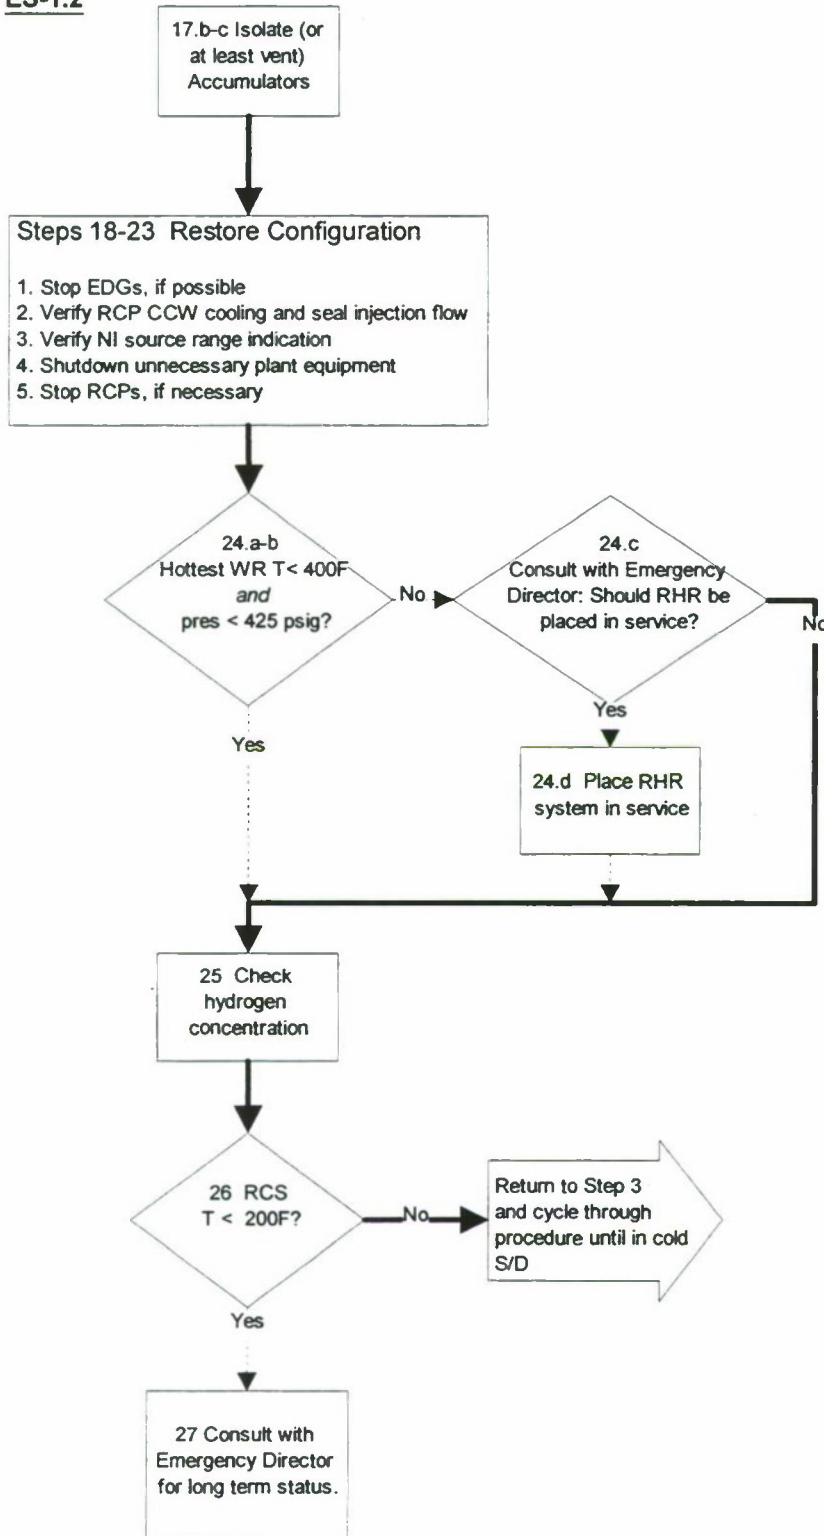 ES-1.2
17.b-c Isolate (or
at least vent)
Accumulators
Steps 18-23 Restore Configuration
1. Stop EDGs, if possible
2. Verify RCP CCW cooling and seal injection flow
3. Verify NI source range indication
4. Shutdown unnecessary plant equipment
5. Stop RCPs, if necessary
24.a-b
Hottest WR T< 400F
and
pres < 425 psig?
No
24.c
Consult with Emergency
Director: Should RHR be
placed in service?
No
Yes
Yes
24.d Place RHR
system in service
25 Check
hydrogen
concentration
26 RCS
T < 200F?
No
Return to Step 3
and cycle through
procedure until in cold
S/D
Yes
27 Consult with
Emergency Director
for long term status.